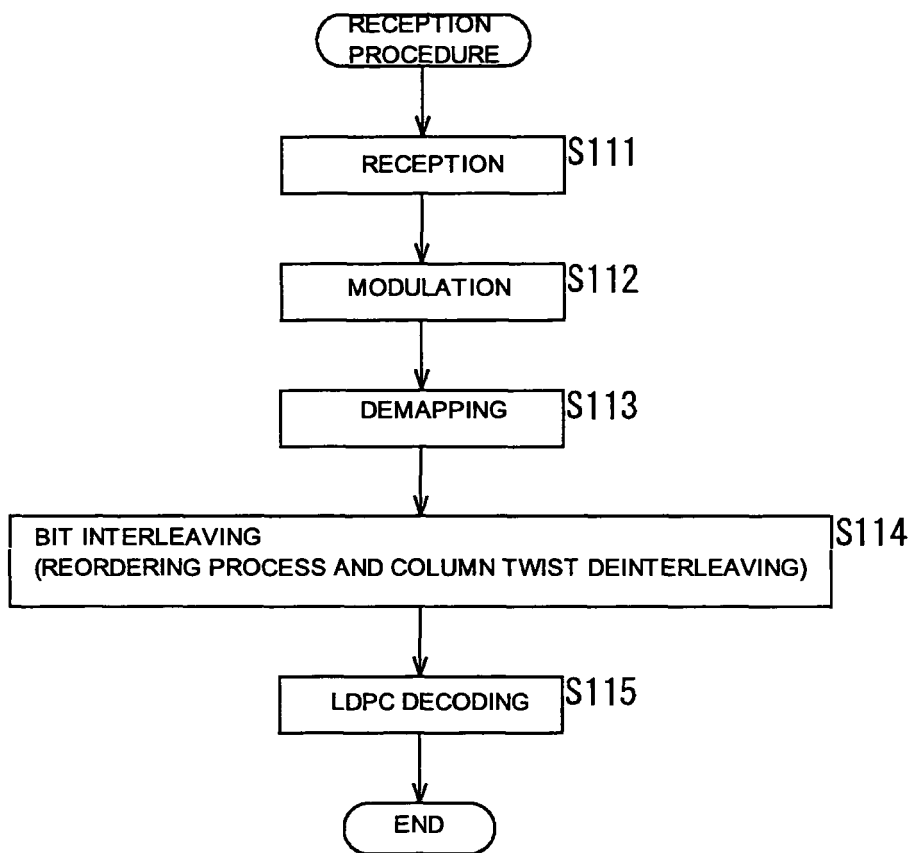 RECEPTION
PROCEDURE
RECEPTION
S111
MODULATION
S112
DEMAPPING
S113
BIT INTERLEAVING
(REORDERING PROCESS AND COLUMN TWIST DEINTERLEAVING)
S114
LDPC DECODING
S115
END